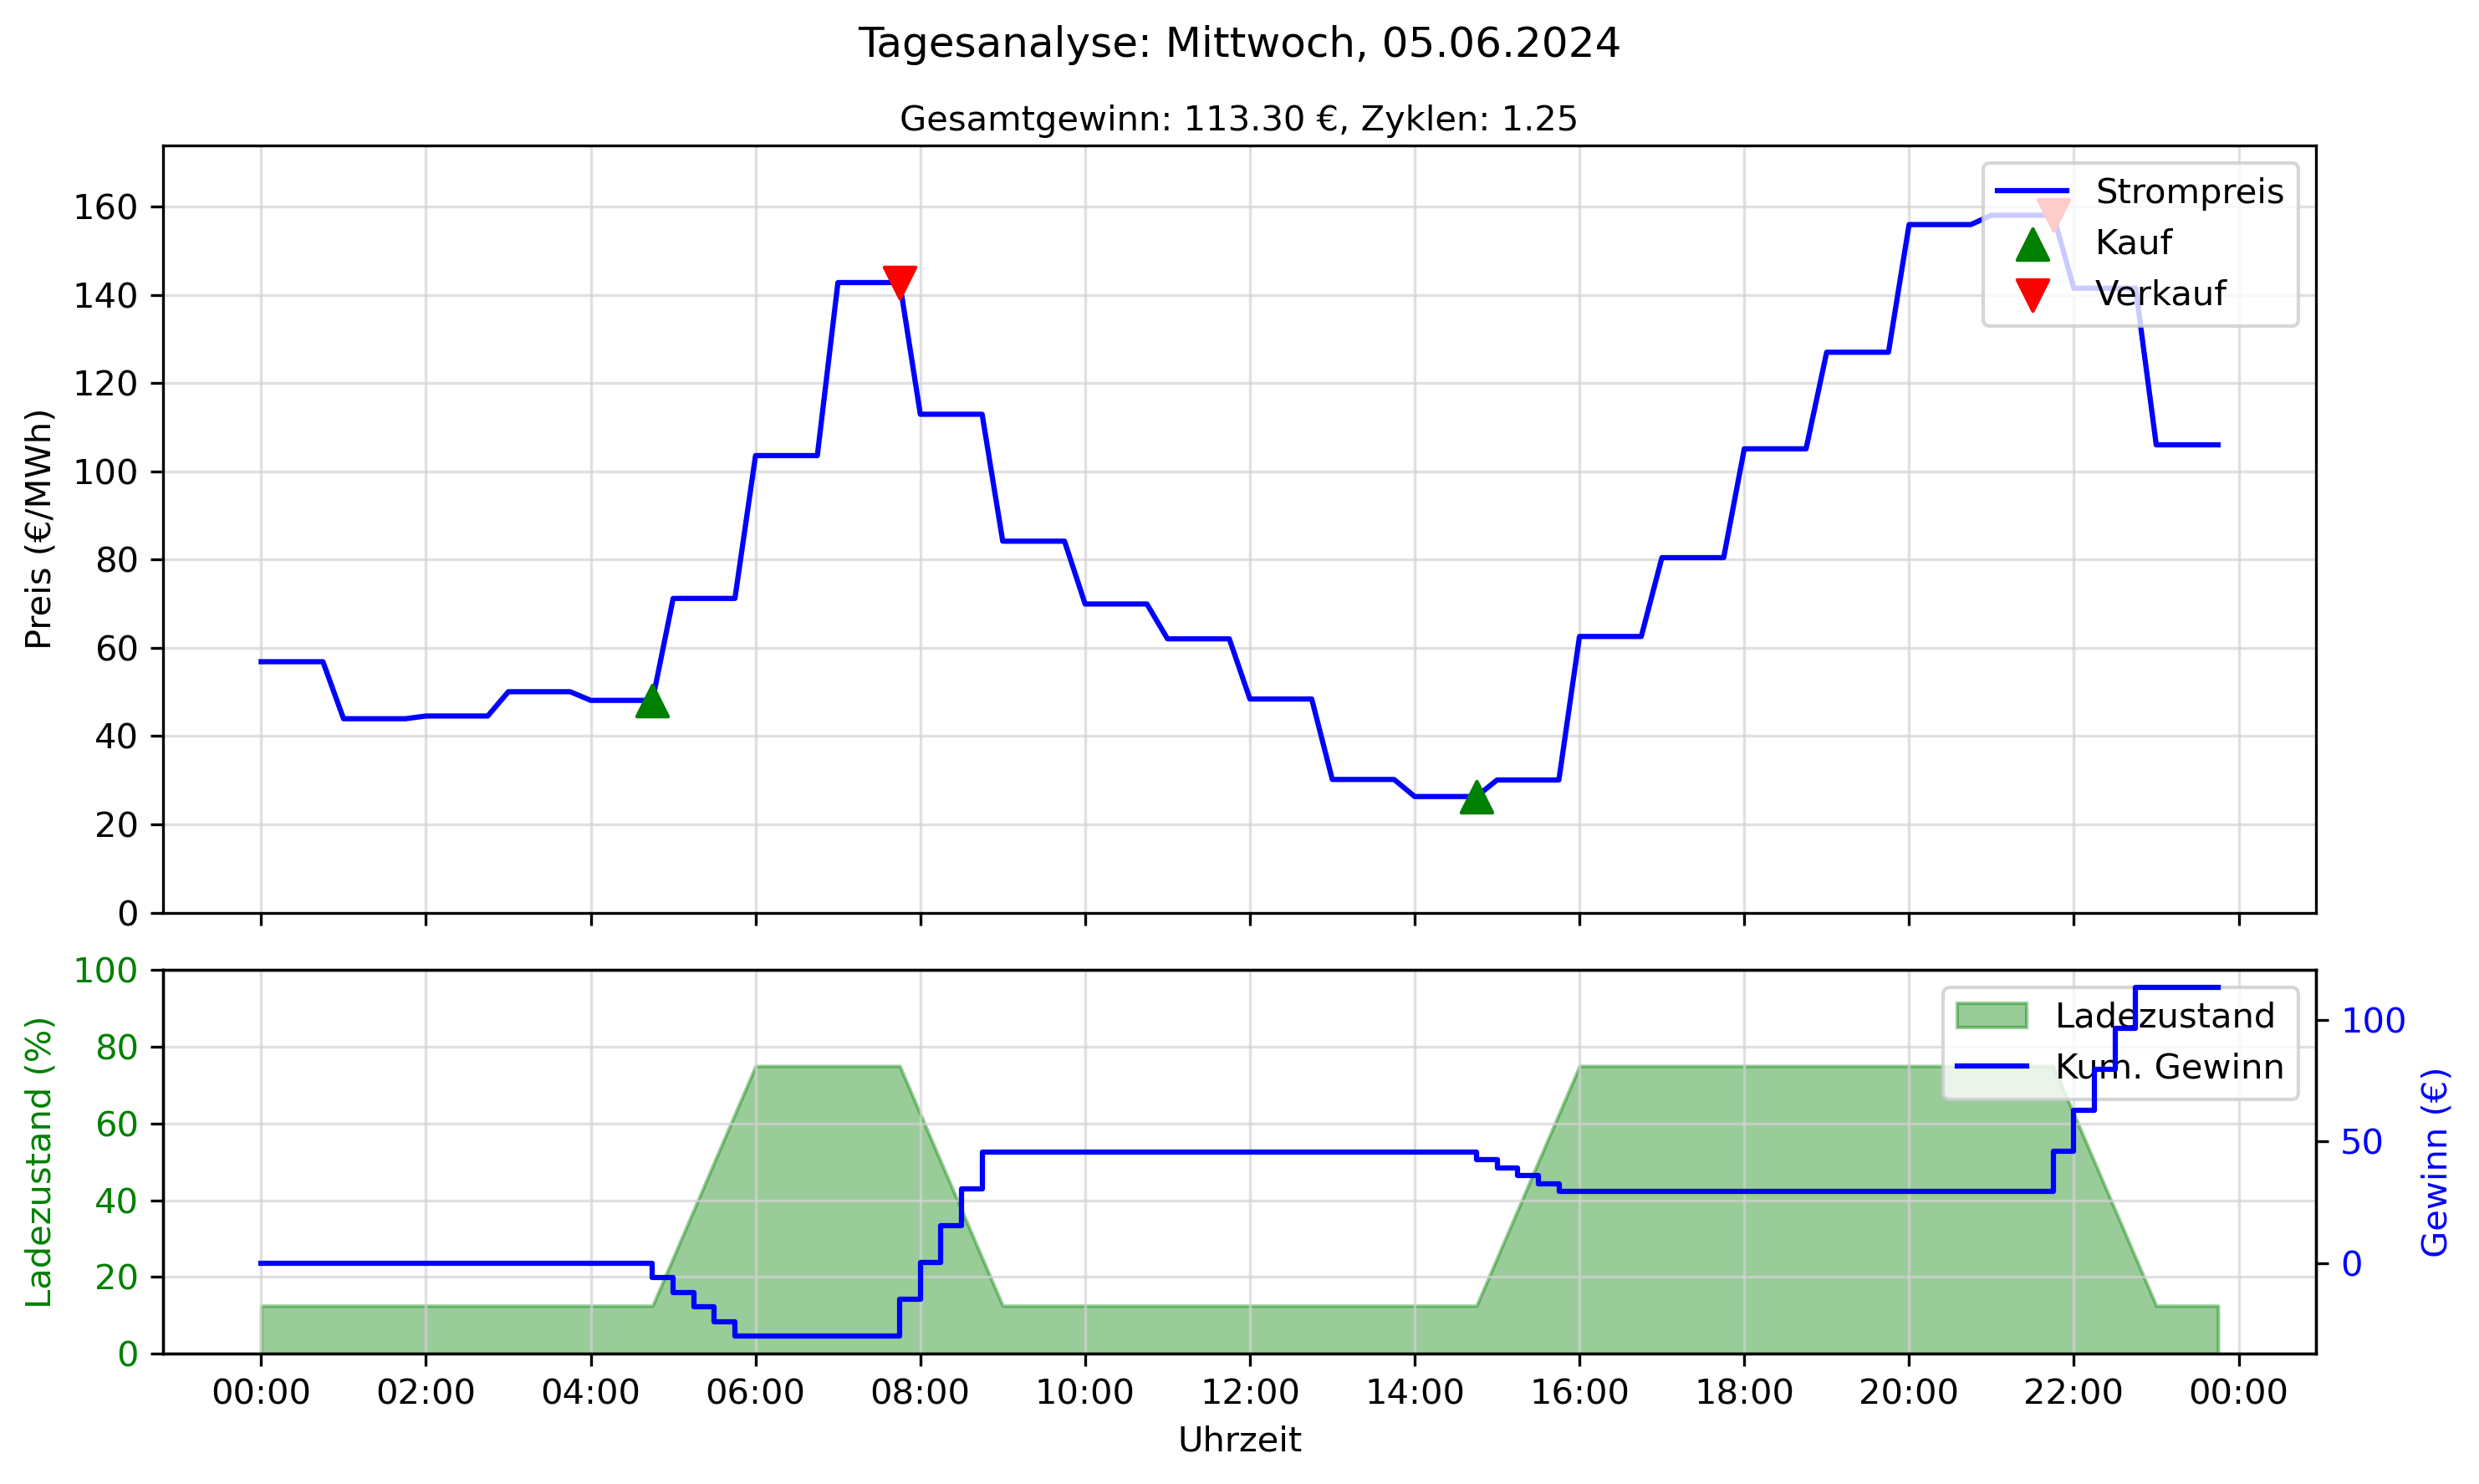 Tagesanalyse: Mittwoch, 05.06.2024
Gesamtgewinn: 113.30 €, Zyklen: 1.25
Preis (€/MWh)
160
140
120
100
80
60
40
20
0
Strompreis
Kauf
Verkauf
Ladezustand (%)
100
80
60
40
20
0
Ladezustand
Kum. Gewinn
100
50
0
Gewinn (€)
00:00 02:00 04:00 06:00 08:00 10:00 12:00 14:00 16:00 18:00 20:00 22:00 00:00
Uhrzeit